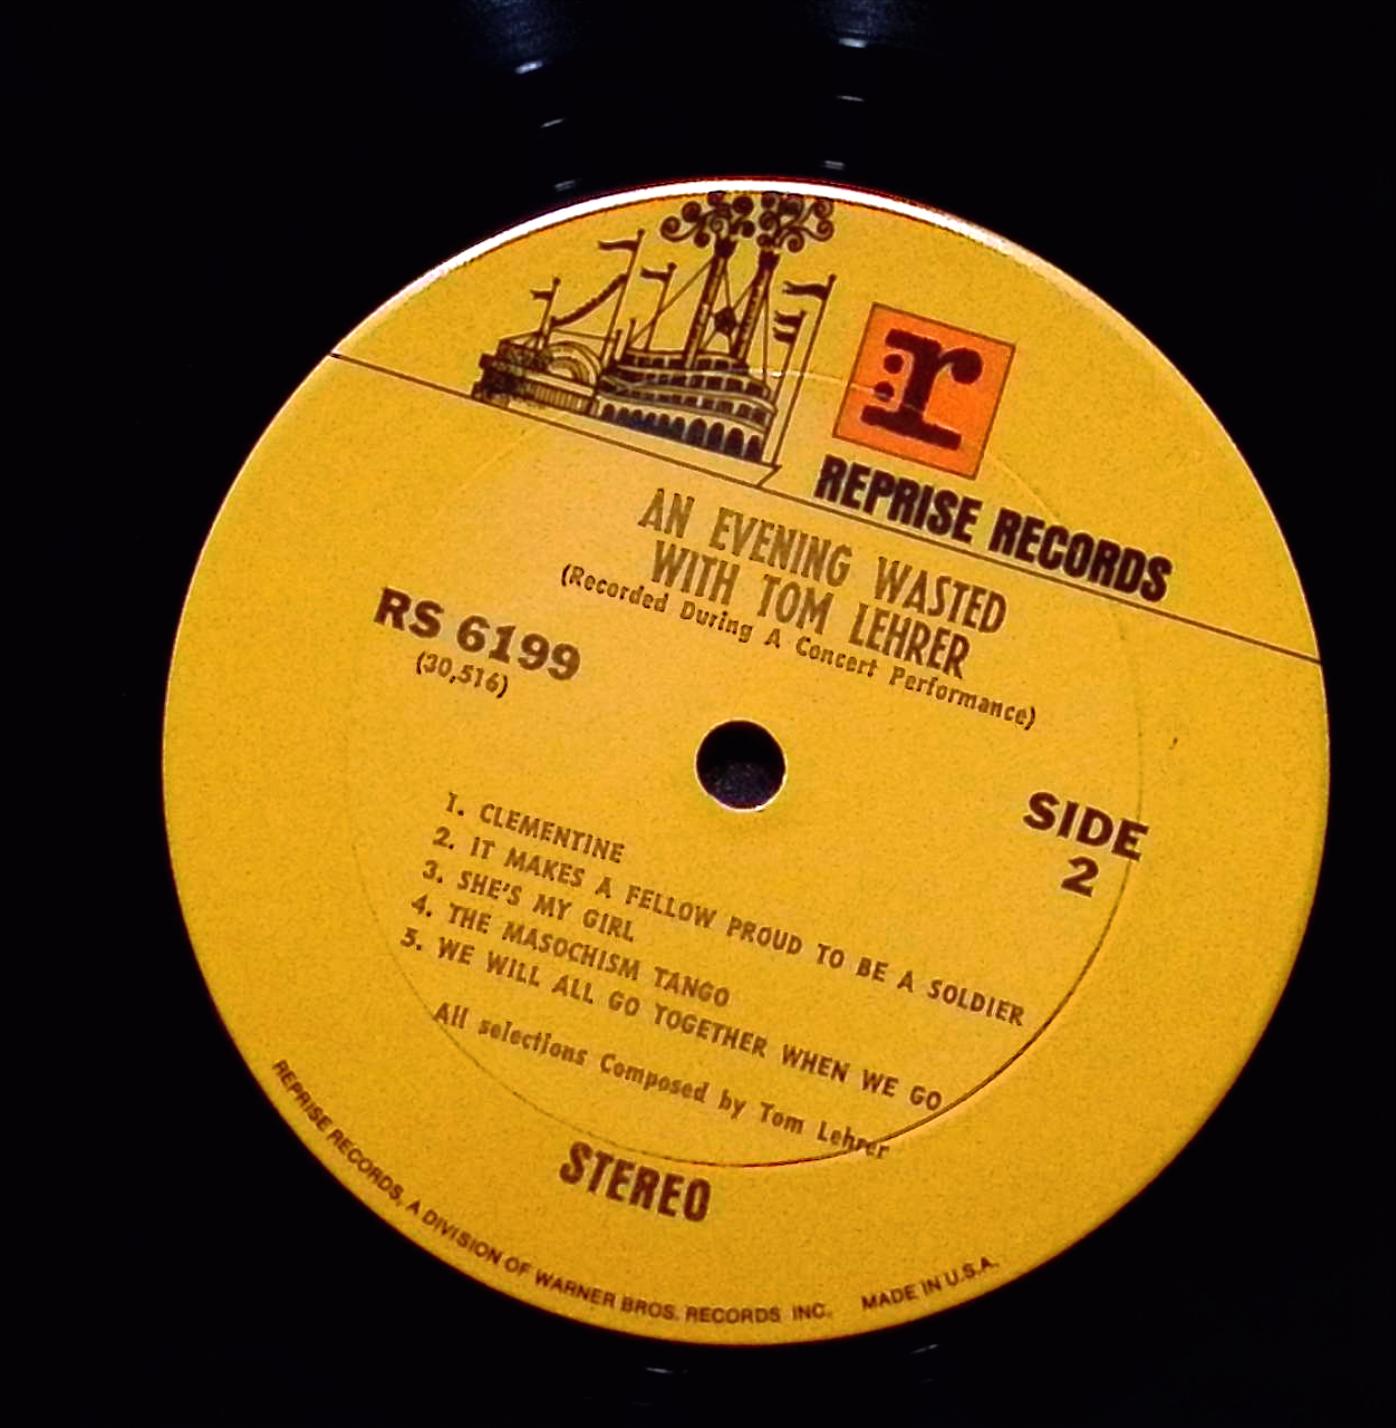 r:
REPRISE RECORDS
AN EVENING WASTED
WITH TOM LEHRER
(Recorded During A Concert Performance)
RS 6199
(30,516)
SIDE
2
1. CLEMENTINE
2. IT MAKES A FELLOW PROUD TO BE A SOLDIER
3. SHE'S MY GIRL
4. THE MASOCHISM TANGO
5. WE WILL ALL GO TOGETHER WHEN WE GO
All selections Composed by Tom Lehrer
STEREO
REPRISE RECORDS, A DIVISION OF WARNER BROS. RECORDS INC. MADE IN U.S.A.